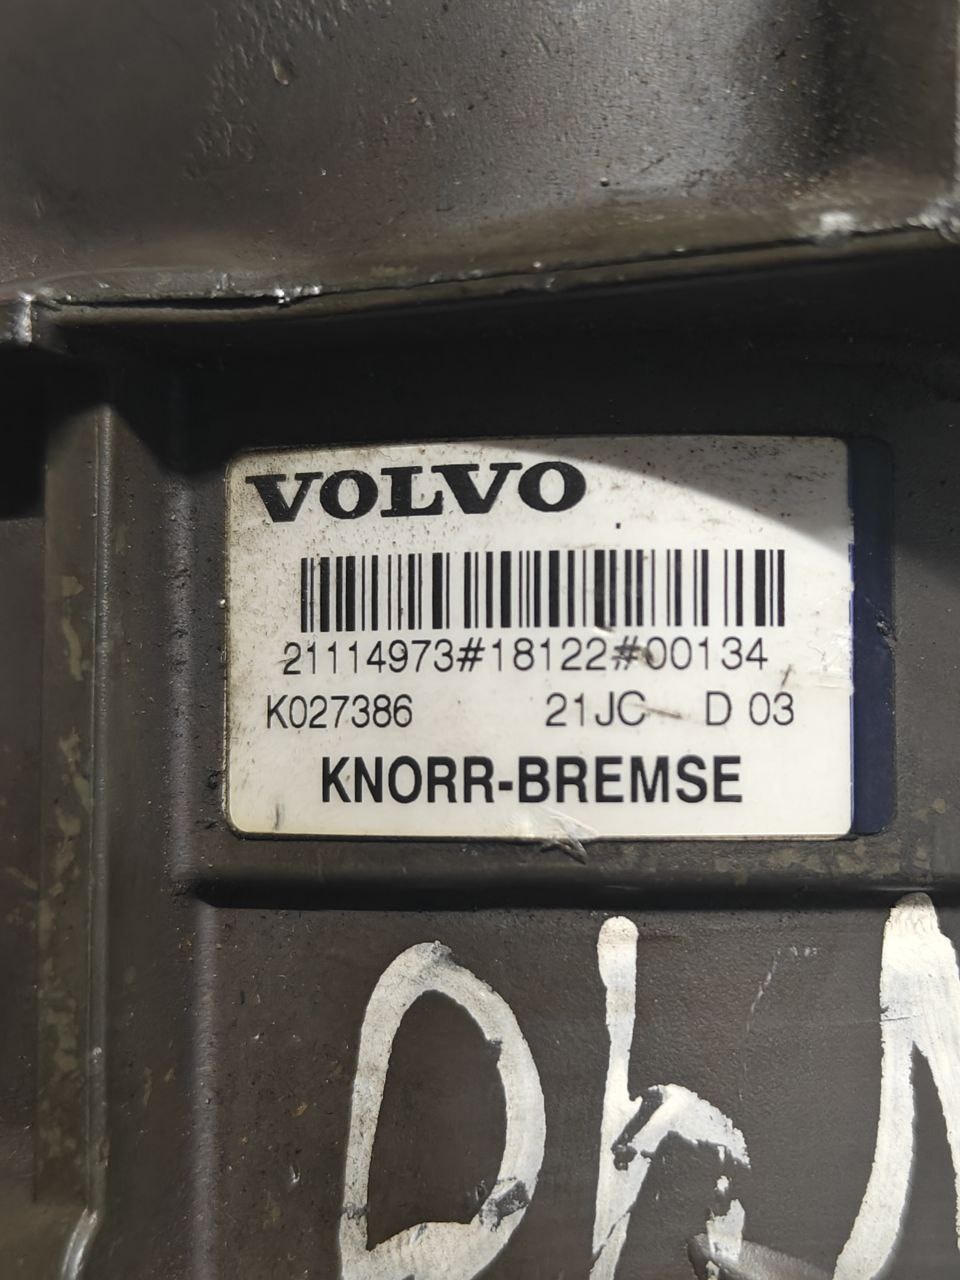 VOLVO
21114973#18122#00134
K027386 21JC D 03
KNORR-BREMSE